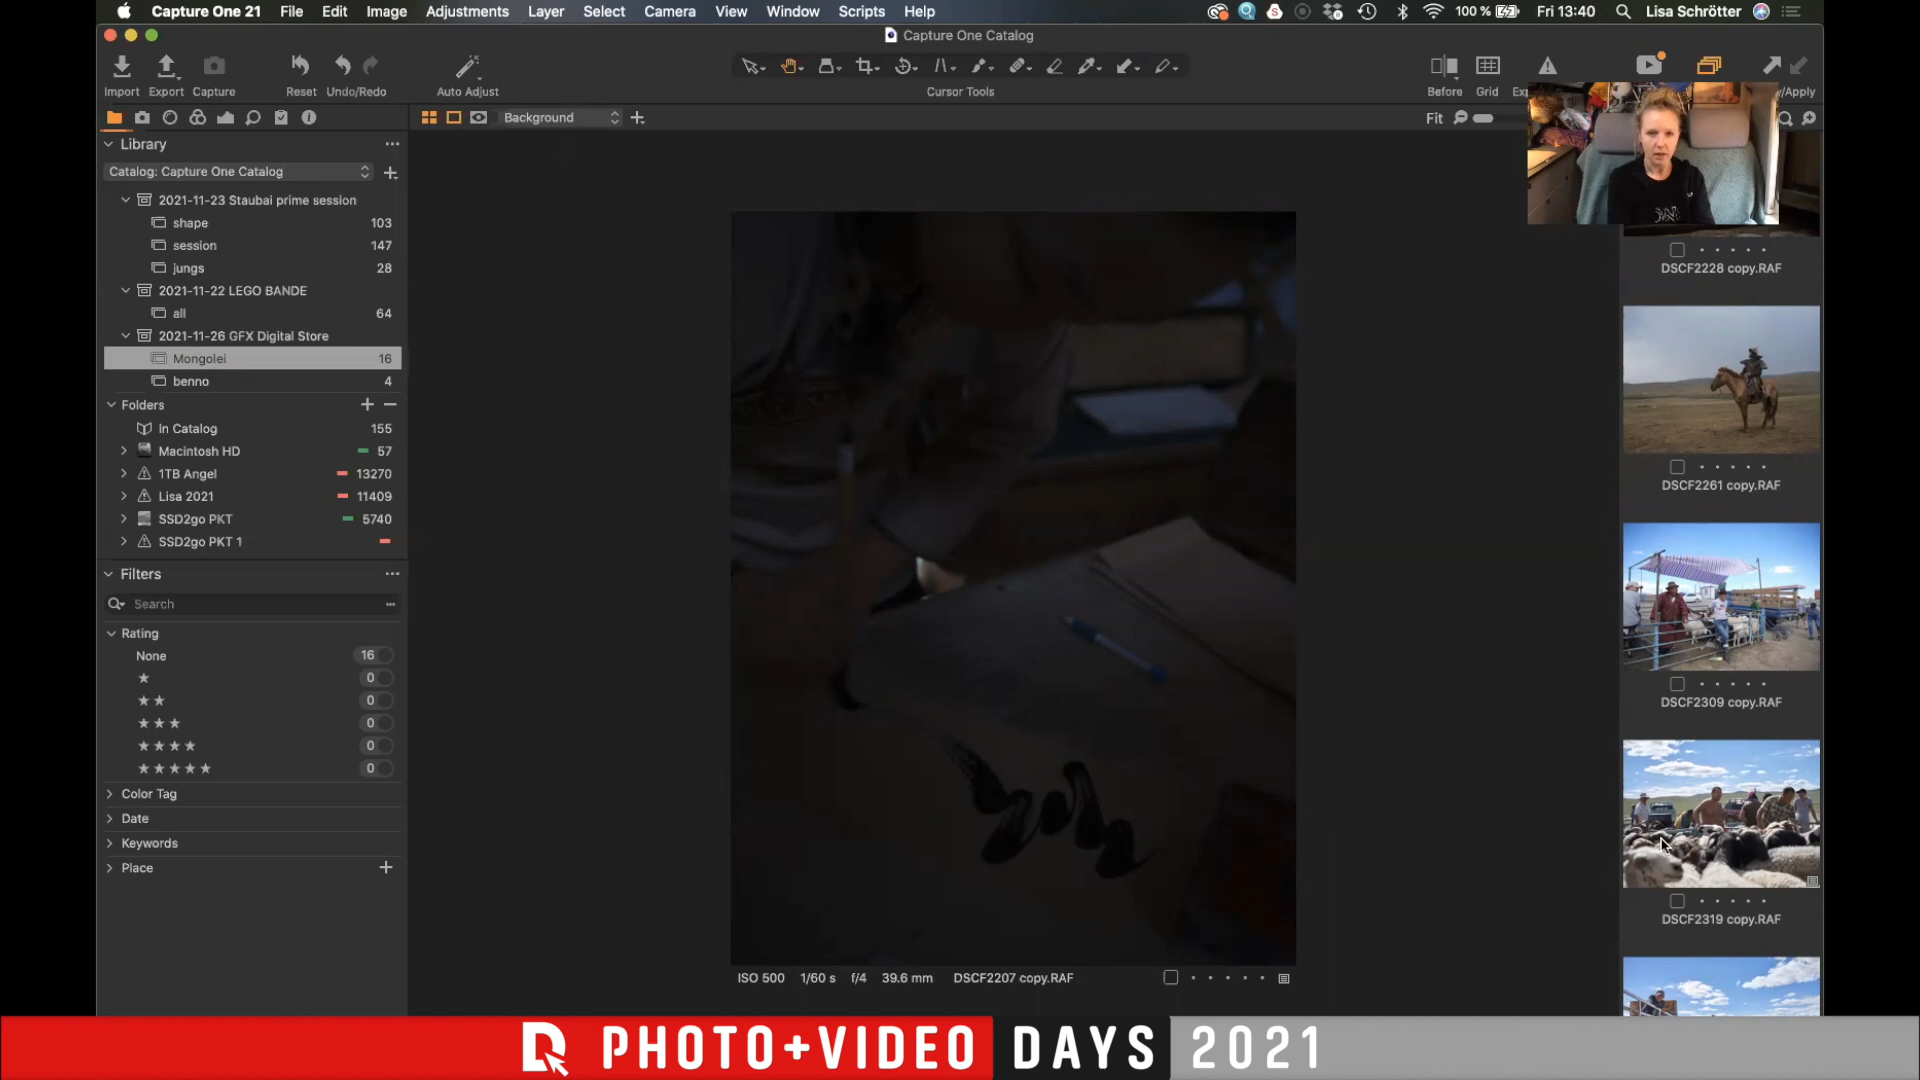 Capture One 21 File Edit Image Adjustments Layer Select Camera View Window Scripts Help 100 % Fri 13:40 Lisa Schrötter
Capture One Catalog
Import Export Capture Reset Undo/Redo Auto Adjust Cursor Tools Before Grid /Apply
Background Fit
Library
Catalog: Capture One Catalog
2021-11-23 Staubai prime session
shape 103
session 147
jungs 28
2021-11-22 LEGO BANDE
all 64
2021-11-26 GFX Digital Store
Mongolei 16
benno 4
Folders
In Catalog 155
Macintosh HD 57
1TB Angel 13270
Lisa 2021 11409
SSD2go PKT 5740
SSD2go PKT 1
Filters
Search
Rating
None 16
★ 0
★ ★ 0
★ ★ ★ 0
★ ★ ★ ★ 0
★ ★ ★ ★ ★ 0
Color Tag
Date
Keywords
Place
ISO 500 1/60 s f/4 39.6 mm DSCF2207 copy.RAF
DSCF2228 copy.RAF
DSCF2261 copy.RAF
DSCF2309 copy.RAF
DSCF2319 copy.RAF
PHOTO+VIDEO DAYS 2021